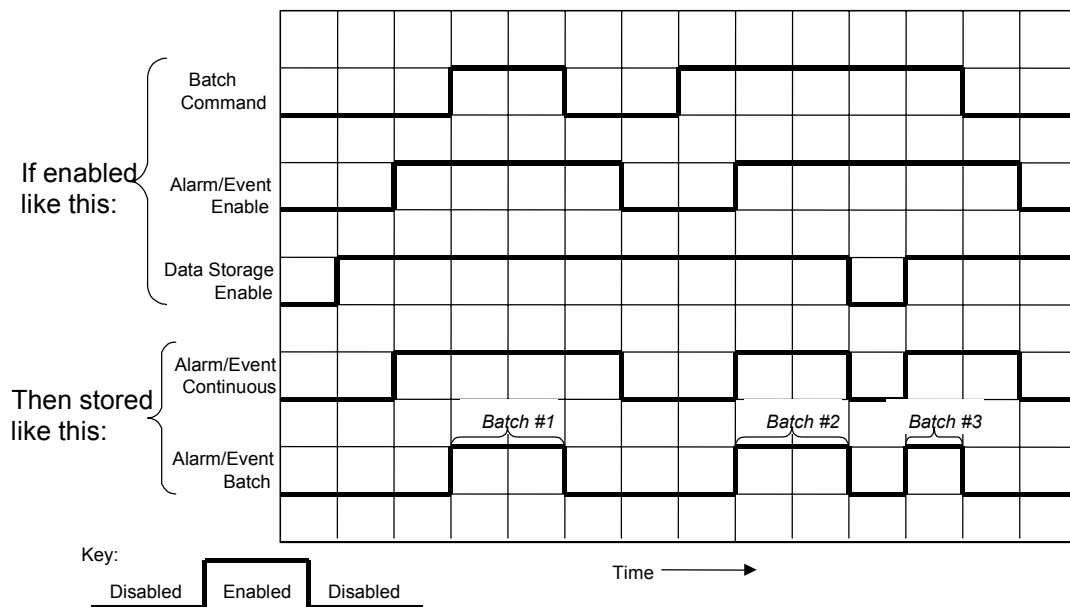 Batch
Command
If enabled
like this:
Alarm/Event
Enable
Data Storage
Enable
Alarm/Event
Continuous
Then stored
like this:
Batch #1
Batch #2
Batch #3
Alarm/Event
Batch
Key:
Disabled
Enabled
Disabled
Time